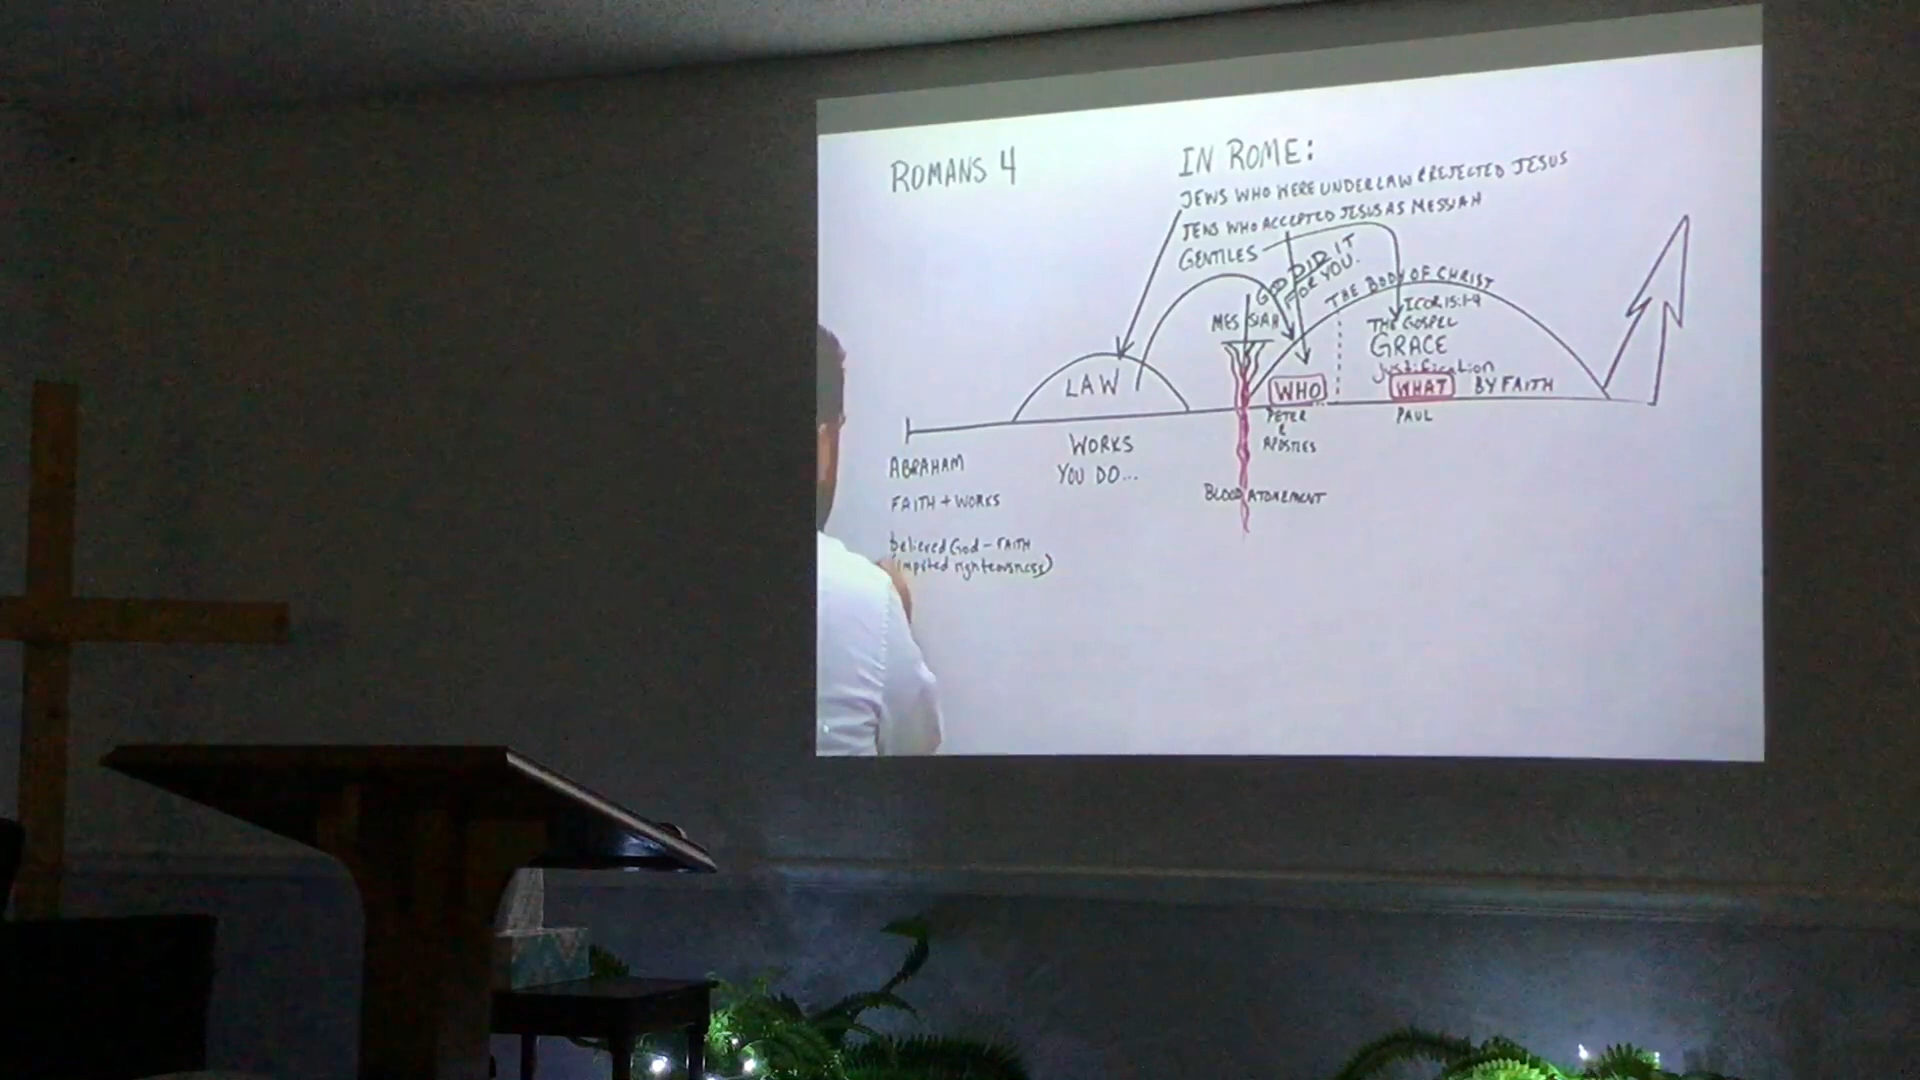 ROMANS 4
IN ROME:
JEWS WHO WERE UNDER LAW & REJECTED JESUS
JEWS WHO ACCEPTED JESUS AS MESSIAH
GENTILES
GOD DID IT
FOR YOU.
THE BODY OF CHRIST
MESSIAH
I COR 15:1-4
THE GOSPEL
GRACE
Justification
LAW
WHO
WHAT BY FAITH
PETER
&
APOSTLES
PAUL
WORKS
YOU DO...
ABRAHAM
FAITH + WORKS
BLOOD ATONEMENT
believed God - FAITH
(imputed righteousness)